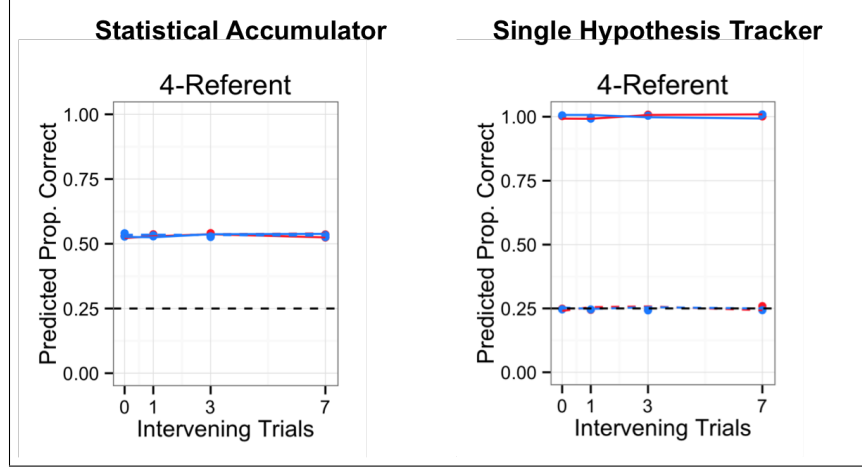 Statistical Accumulator
4-Referent
Predicted Prop. Correct
1.00
0.75
0.50
0.25
0.00
0 1 3 7
Intervening Trials
Single Hypothesis Tracker
4-Referent
Predicted Prop. Correct
1.00
0.75
0.50
0.25
0.00
0 1 3 7
Intervening Trials